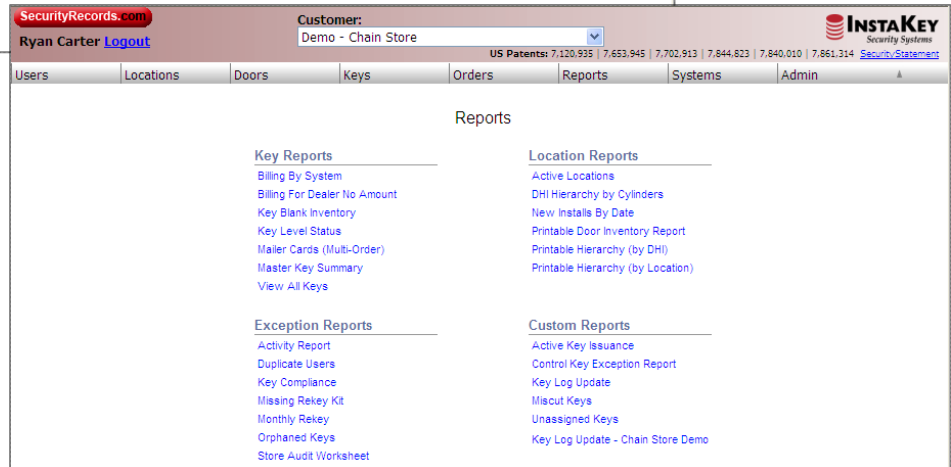 SecurityRecords.com
Customer:
INSTAKEY
Security Systems
Ryan Carter Logout
Demo - Chain Store
US Patents: 7,120,935 | 7,653,945 | 7,702.913 | 7,844,823 | 7,840.010 | 7,861.314 SecurityStatement
Users Locations Doors Keys Orders Reports Systems Admin
Reports
Key Reports
Billing By System
Billing For Dealer No Amount
Key Blank Inventory
Key Level Status
Mailer Cards (Multi-Order)
Master Key Summary
View All Keys
Location Reports
Active Locations
DHI Hierarchy by Cylinders
New Installs By Date
Printable Door Inventory Report
Printable Hierarchy (by DHI)
Printable Hierarchy (by Location)
Exception Reports
Activity Report
Duplicate Users
Key Compliance
Missing Rekey Kit
Monthly Rekey
Orphaned Keys
Store Audit Worksheet
Custom Reports
Active Key Issuance
Control Key Exception Report
Key Log Update
Miscut Keys
Unassigned Keys
Key Log Update - Chain Store Demo